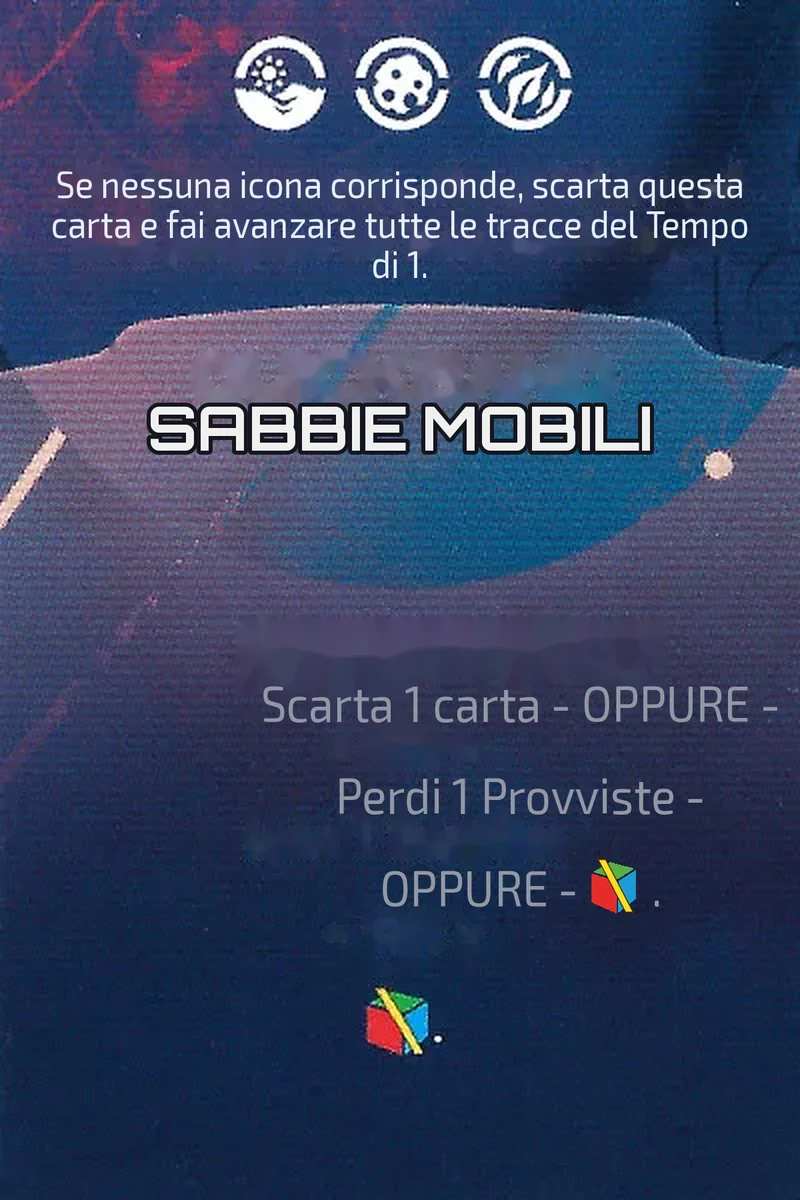 Se nessuna icona corrisponde, scarta questa
carta e fai avanzare tutte le tracce del Tempo
di 1.
SABBIE MOBILI
Scarta 1 carta - OPPURE -
Perdi 1 Provviste -
OPPURE - .
.